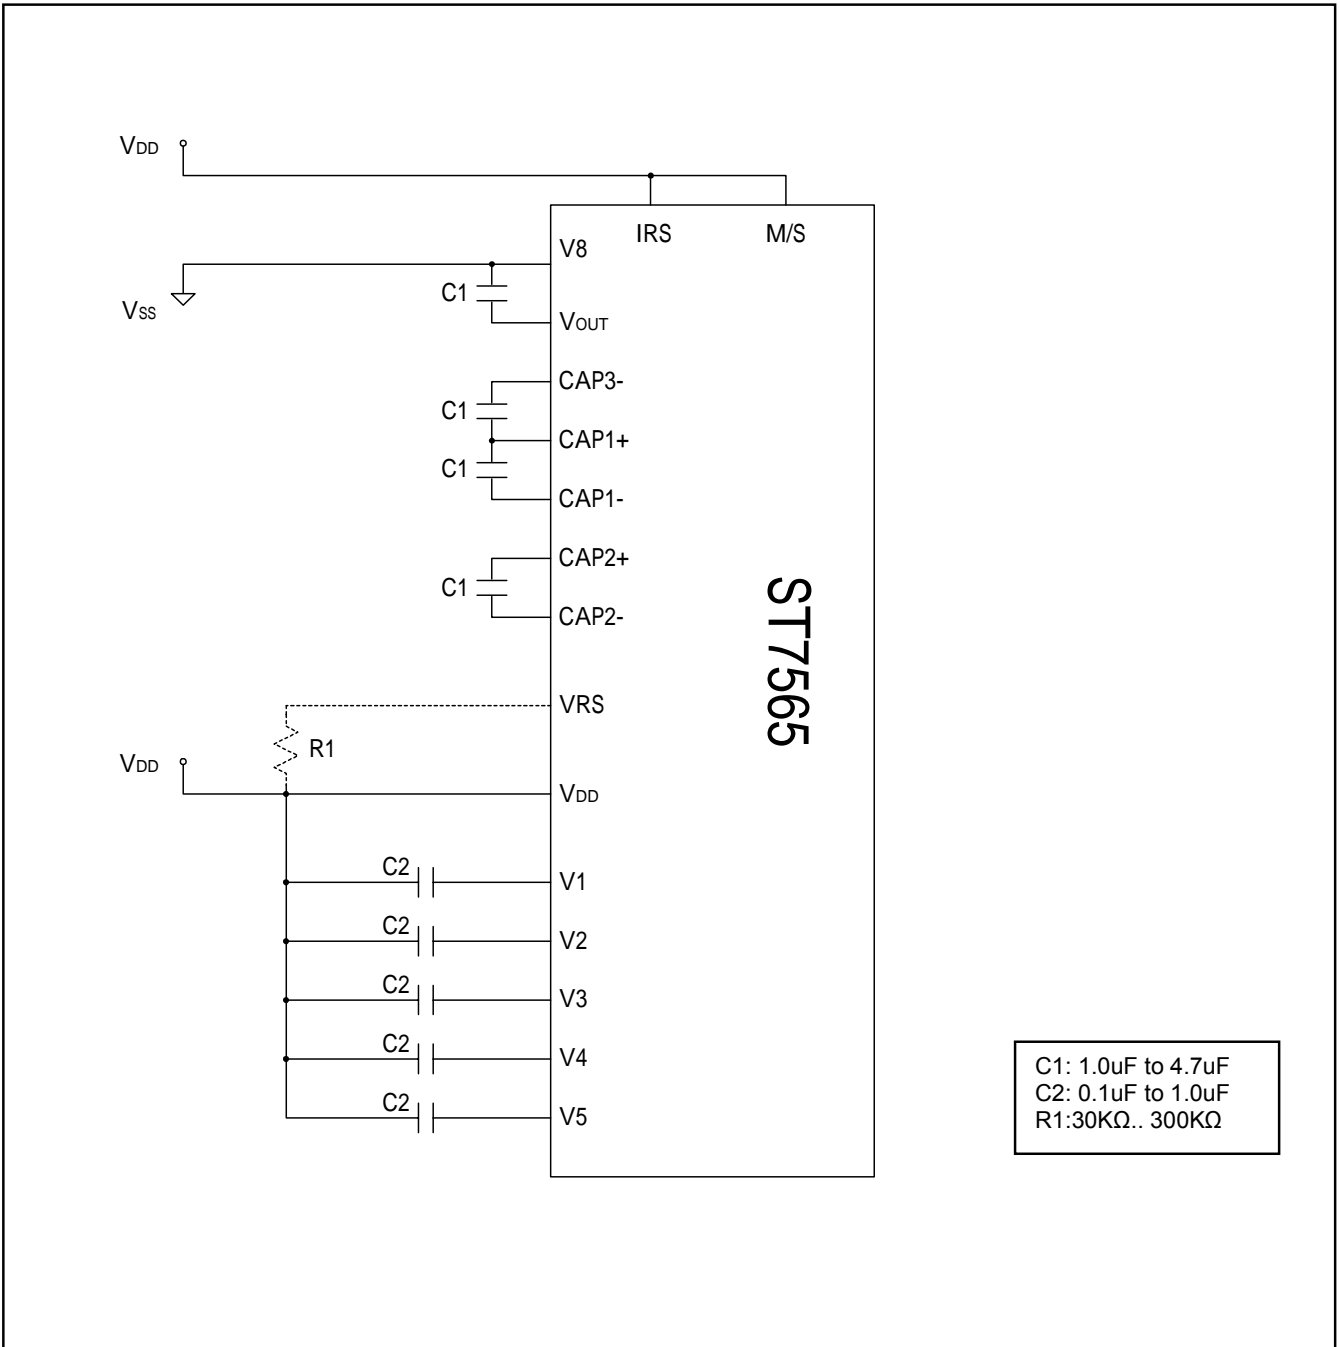 VDD
IRS M/S
V8
C1
VSS
VOUT
CAP3-
C1
CAP1+
C1
CAP1-
CAP2+
C1
CAP2-
ST7565
VRS
R1
VDD
VDD
C2
V1
C2
V2
C2
V3
C2
V4
C2
V5
C1: 1.0uF to 4.7uF
C2: 0.1uF to 1.0uF
R1:30KΩ.. 300KΩ